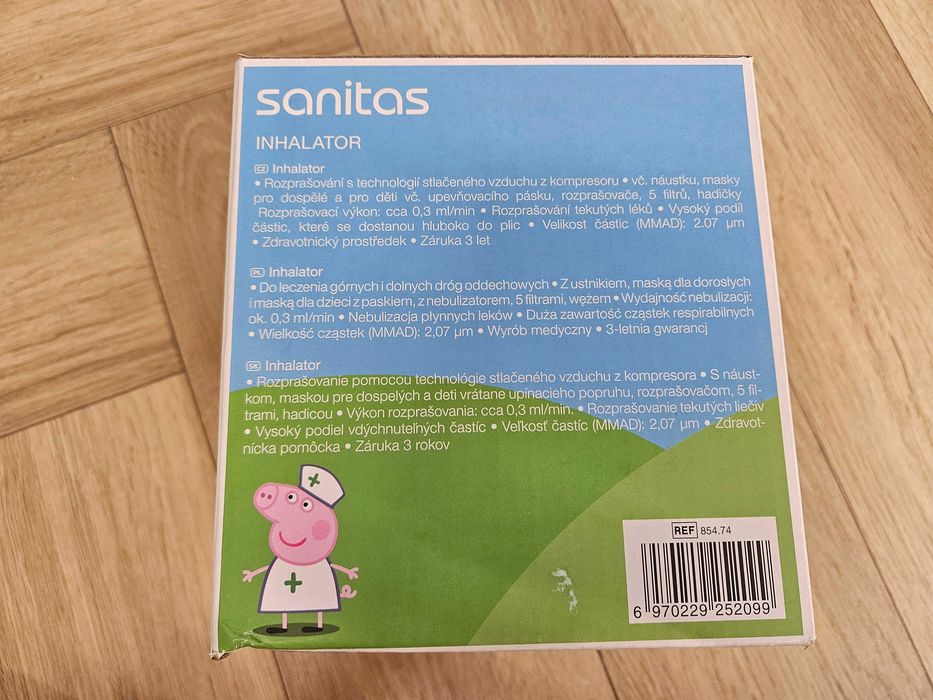 sanitas
INHALATOR
CZ Inhalator
• Rozprašování s technologií stlačeného vzduchu z kompresoru • vč. náustku, masky
pro dospělé a pro děti vč. upevňovacího pásku, rozprašovače, 5 filtrů, hadičky
Rozprašovací výkon: cca 0,3 ml/min • Rozprašování tekutých léků • Vysoký podíl
částic, které se dostanou hluboko do plic • Velikost částic (MMAD): 2.07 µm
• Zdravotnický prostředek • Záruka 3 let
PL Inhalator
• Do leczenia górnych i dolnych dróg oddechowych • Z ustnikiem, maską dla dorosłych
i maską dla dzieci z paskiem, z nebulizatorem, 5 filtrami, wężem • Wydajność nebulizacji:
ok. 0,3 ml/min • Nebulizacja płynnych leków • Duża zawartość cząstek respirabilnych
• Wielkość cząstek (MMAD): 2,07 µm • Wyrób medyczny • 3-letnia gwarancj
SK Inhalator
• Rozprašovanie pomocou technológie stlačeného vzduchu z kompresora • S náust-
kom, maskou pre dospelých a deti vrátane upínacieho popruhu, rozprašovačom, 5 fil-
trami, hadicou • Výkon rozprašovania: cca 0,3 ml/min. • Rozprašovanie tekutých liečiv
• Vysoký podiel vdýchnuteľných častíc • Veľkosť častíc (MMAD): 2,07 µm • Zdravot-
nícka pomôcka • Záruka 3 rokov
REF 854.74
6 970229 252099